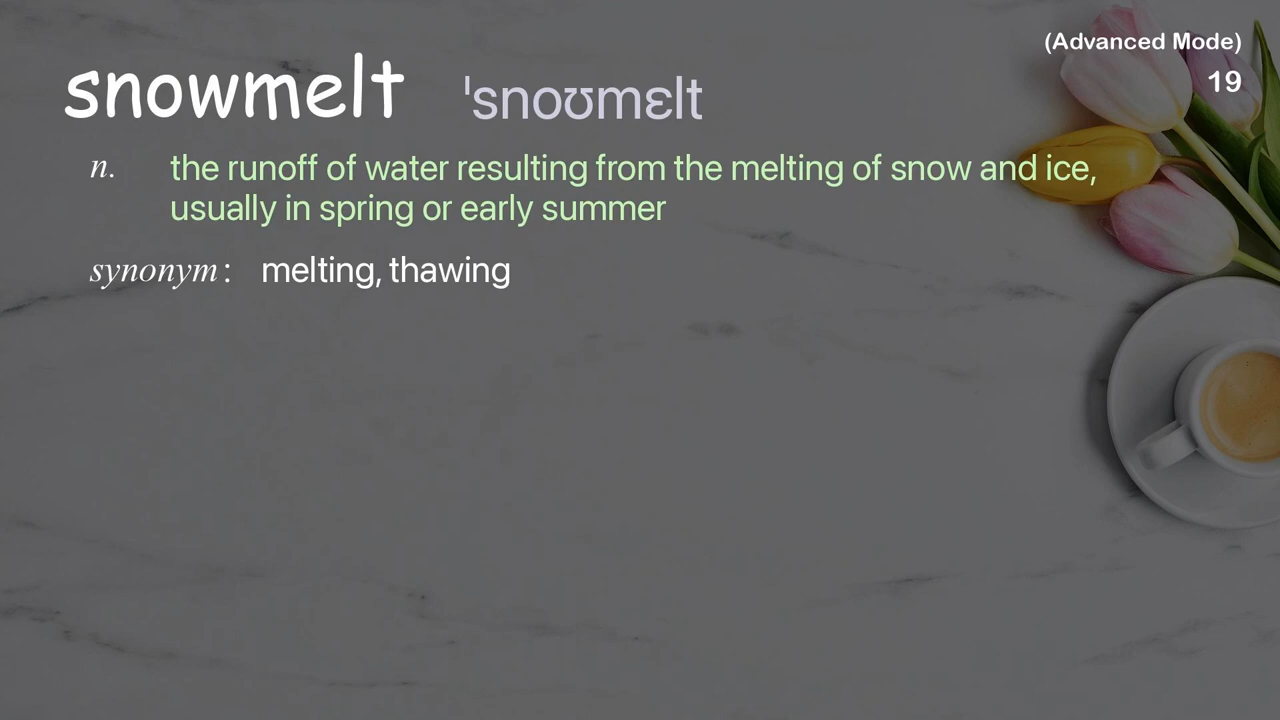 (Advanced Mode)
19
snowmelt ˈsnoʊmɛlt
n. the runoff of water resulting from the melting of snow and ice,
usually in spring or early summer
synonym: melting, thawing